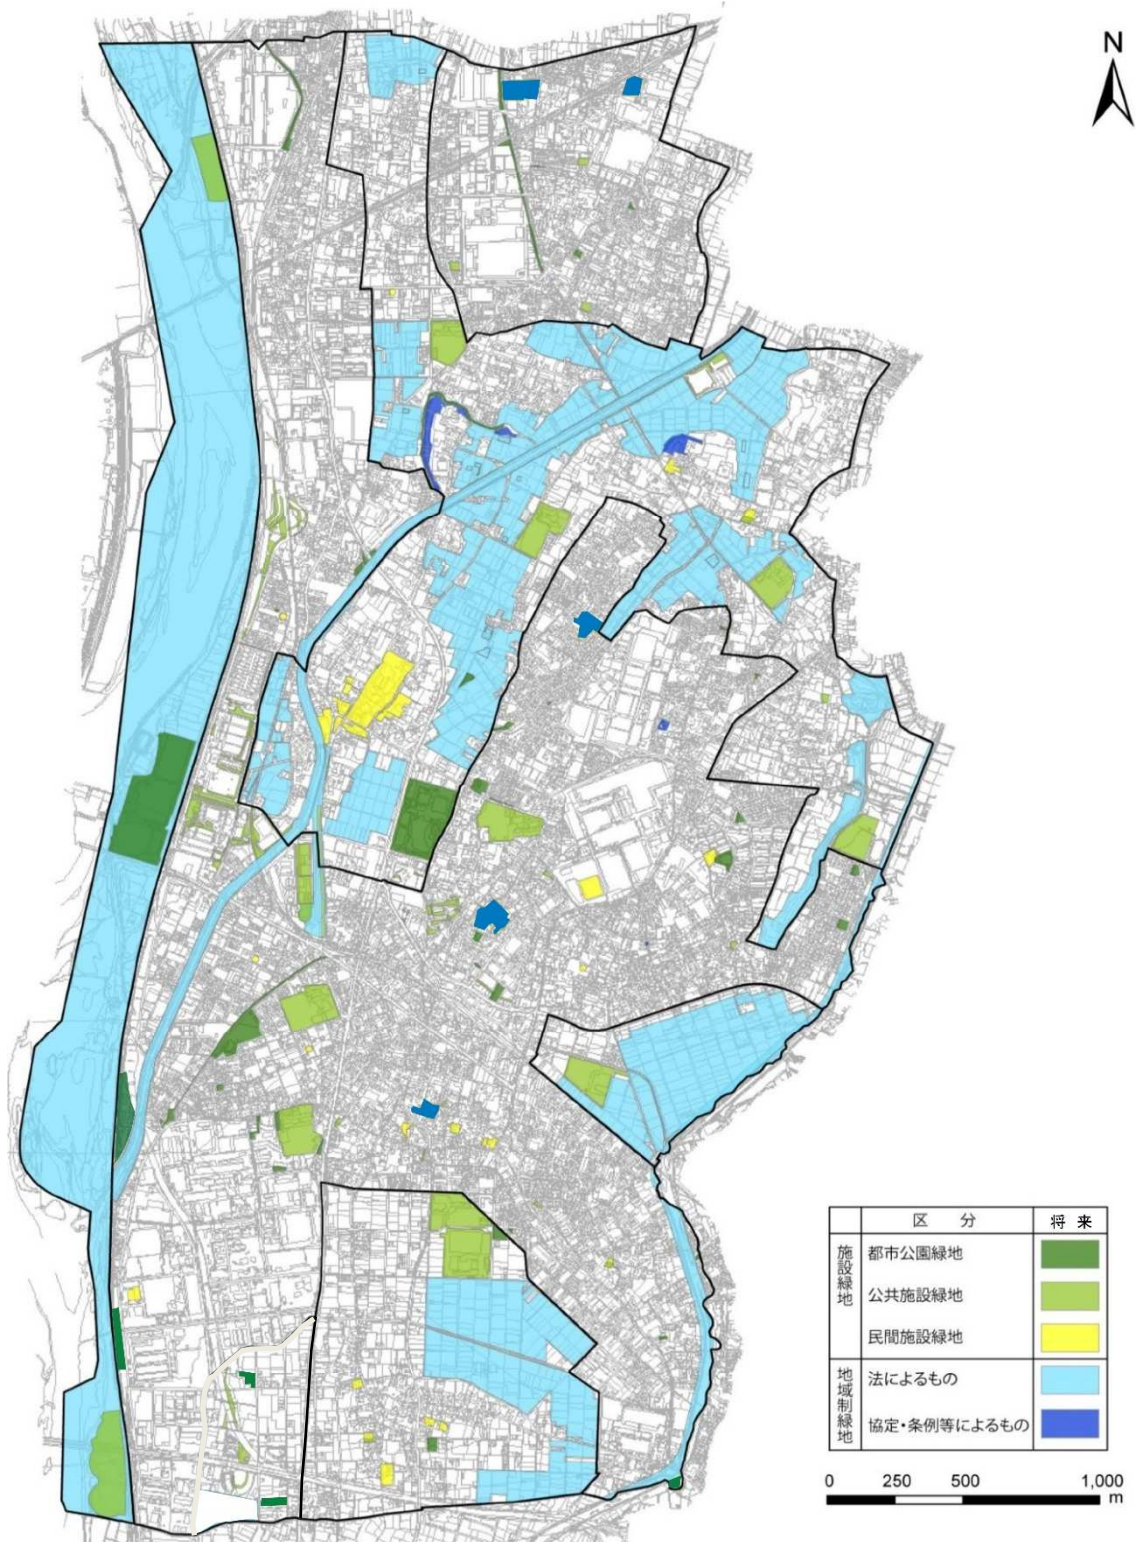 N
区 分 将 来
施設緑地
都市公園緑地
公共施設緑地
民間施設緑地
地域制緑地
法によるもの
協定・条例等によるもの
0 250 500 1,000
m